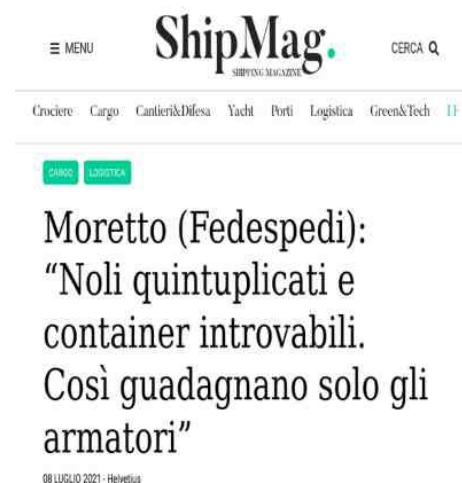 ≡ MENU
ShipMag.
CERCA
SHIPPING MAGAZINE
Crociere Cargo Cantieri&Difesa Yacht Porti Logistica Green&Tech
CARGO LOGISTICA
Moretto (Fedespedi):
“Noli quintuplicati e
container introvabili.
Così guadagnano solo gli
armatori”
08 LUGLIO 2021 - Helvetius